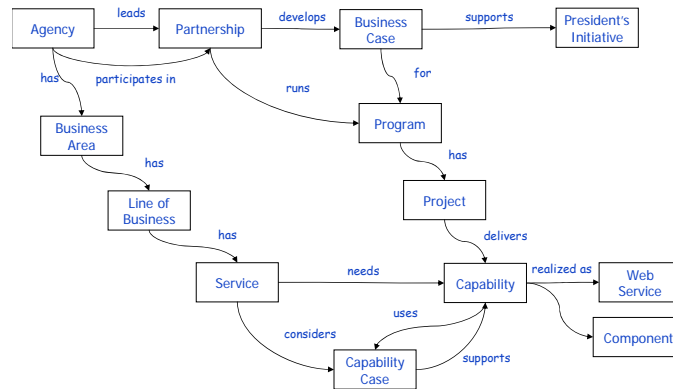 leads
develops
supports
Agency
Partnership
Business
Case
President's
Initiative
has
participates in
for
runs
Business
Area
Program
has
has
Line of
Business
Project
has
delivers
Service
needs
Capability
realized as
Web
Service
uses
considers
Component
Capability
Case
supports